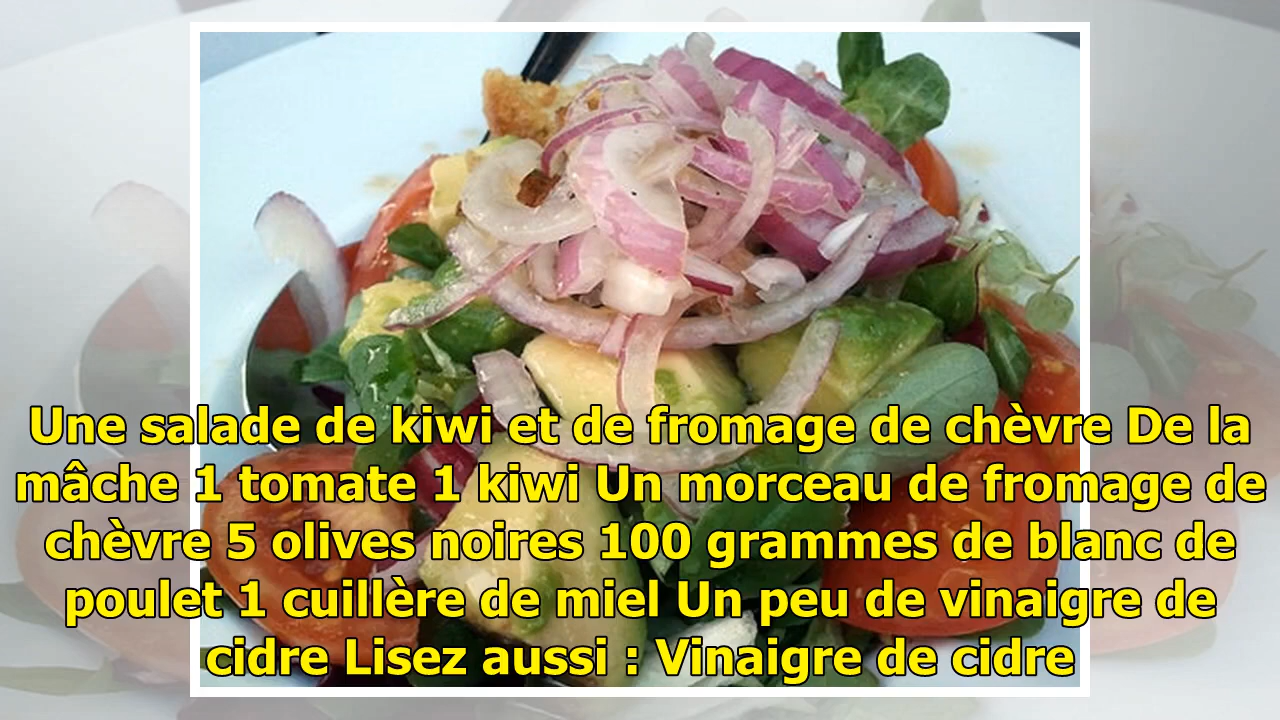 Une salade de kiwi et de fromage de chèvre De la
mâche 1 tomate 1 kiwi Un morceau de fromage de
chèvre 5 olives noires 100 grammes de blanc de
poulet 1 cuillère de miel Un peu de vinaigre de
cidre Lisez aussi : Vinaigre de cidre